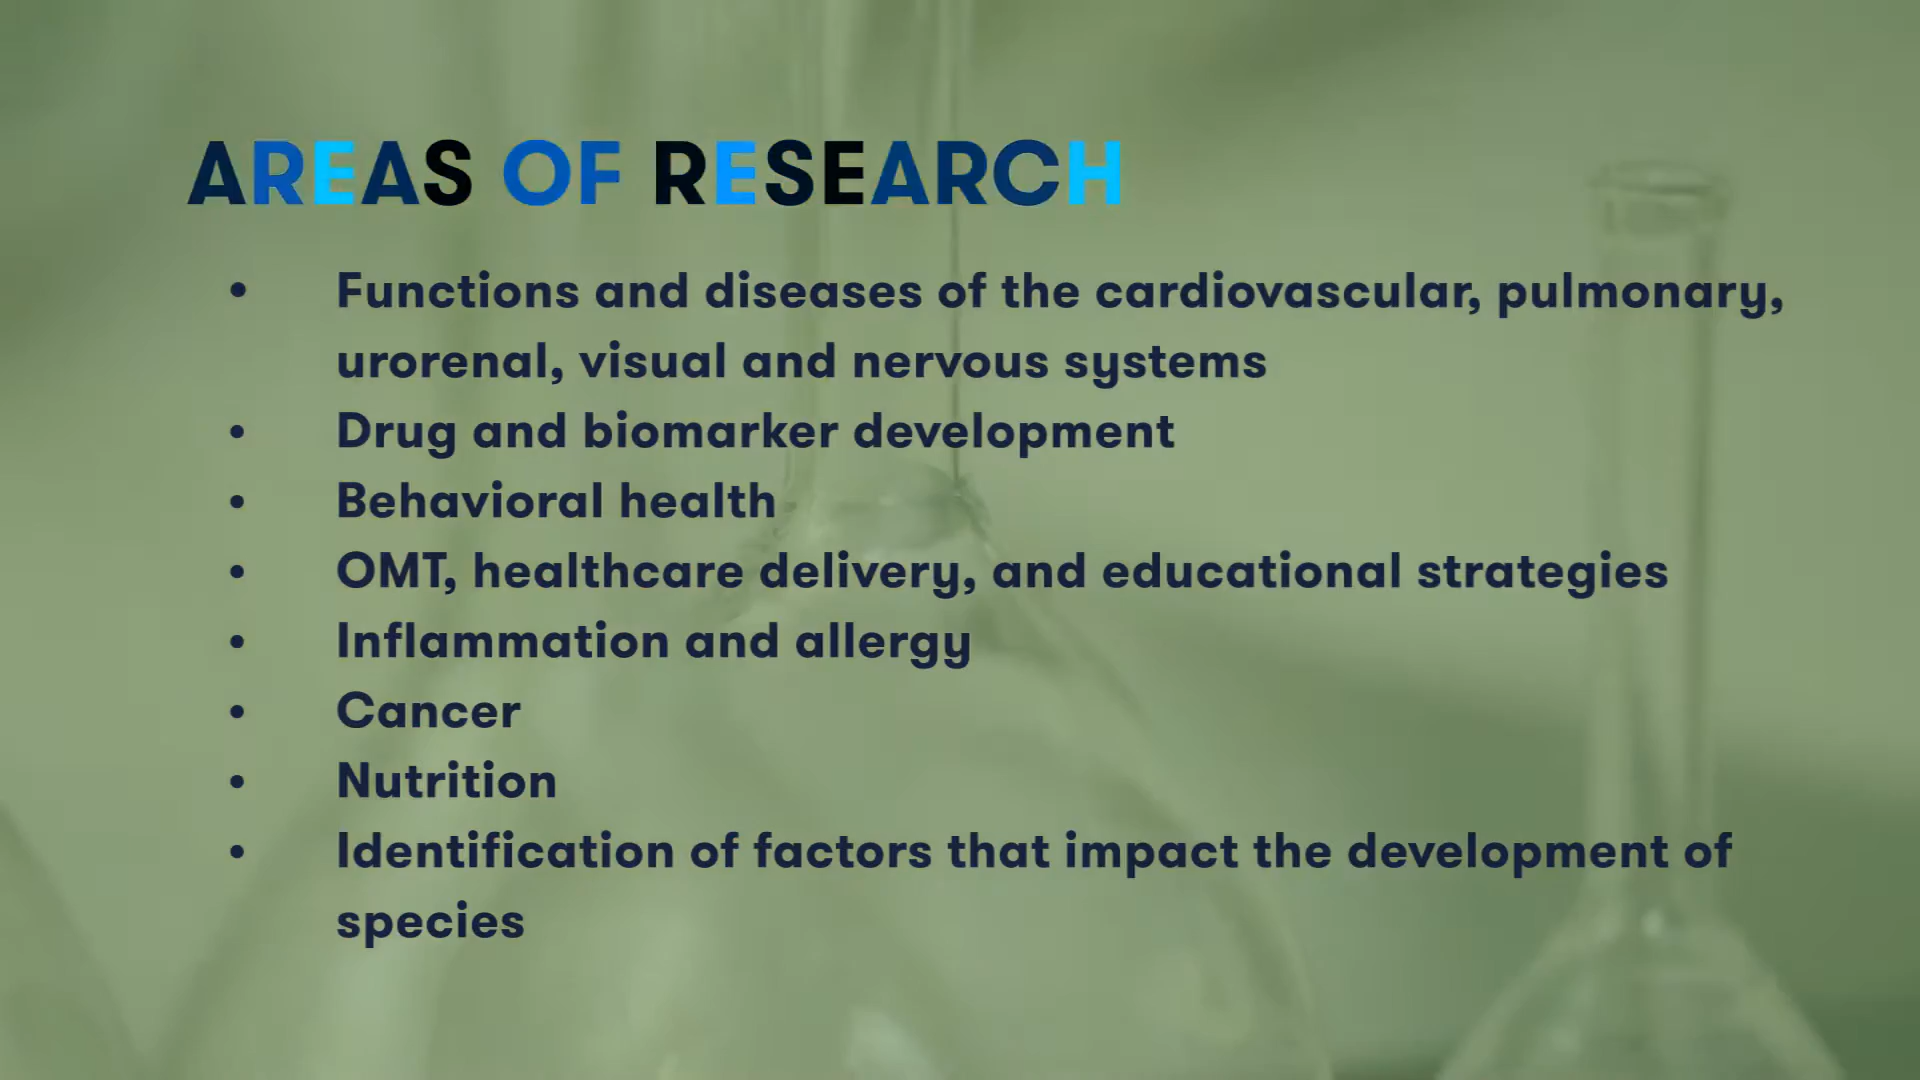 AREAS OF RESEARCH
• Functions and diseases of the cardiovascular, pulmonary,
urorenal, visual and nervous systems
• Drug and biomarker development
• Behavioral health
• OMT, healthcare delivery, and educational strategies
• Inflammation and allergy
• Cancer
• Nutrition
• Identification of factors that impact the development of
species